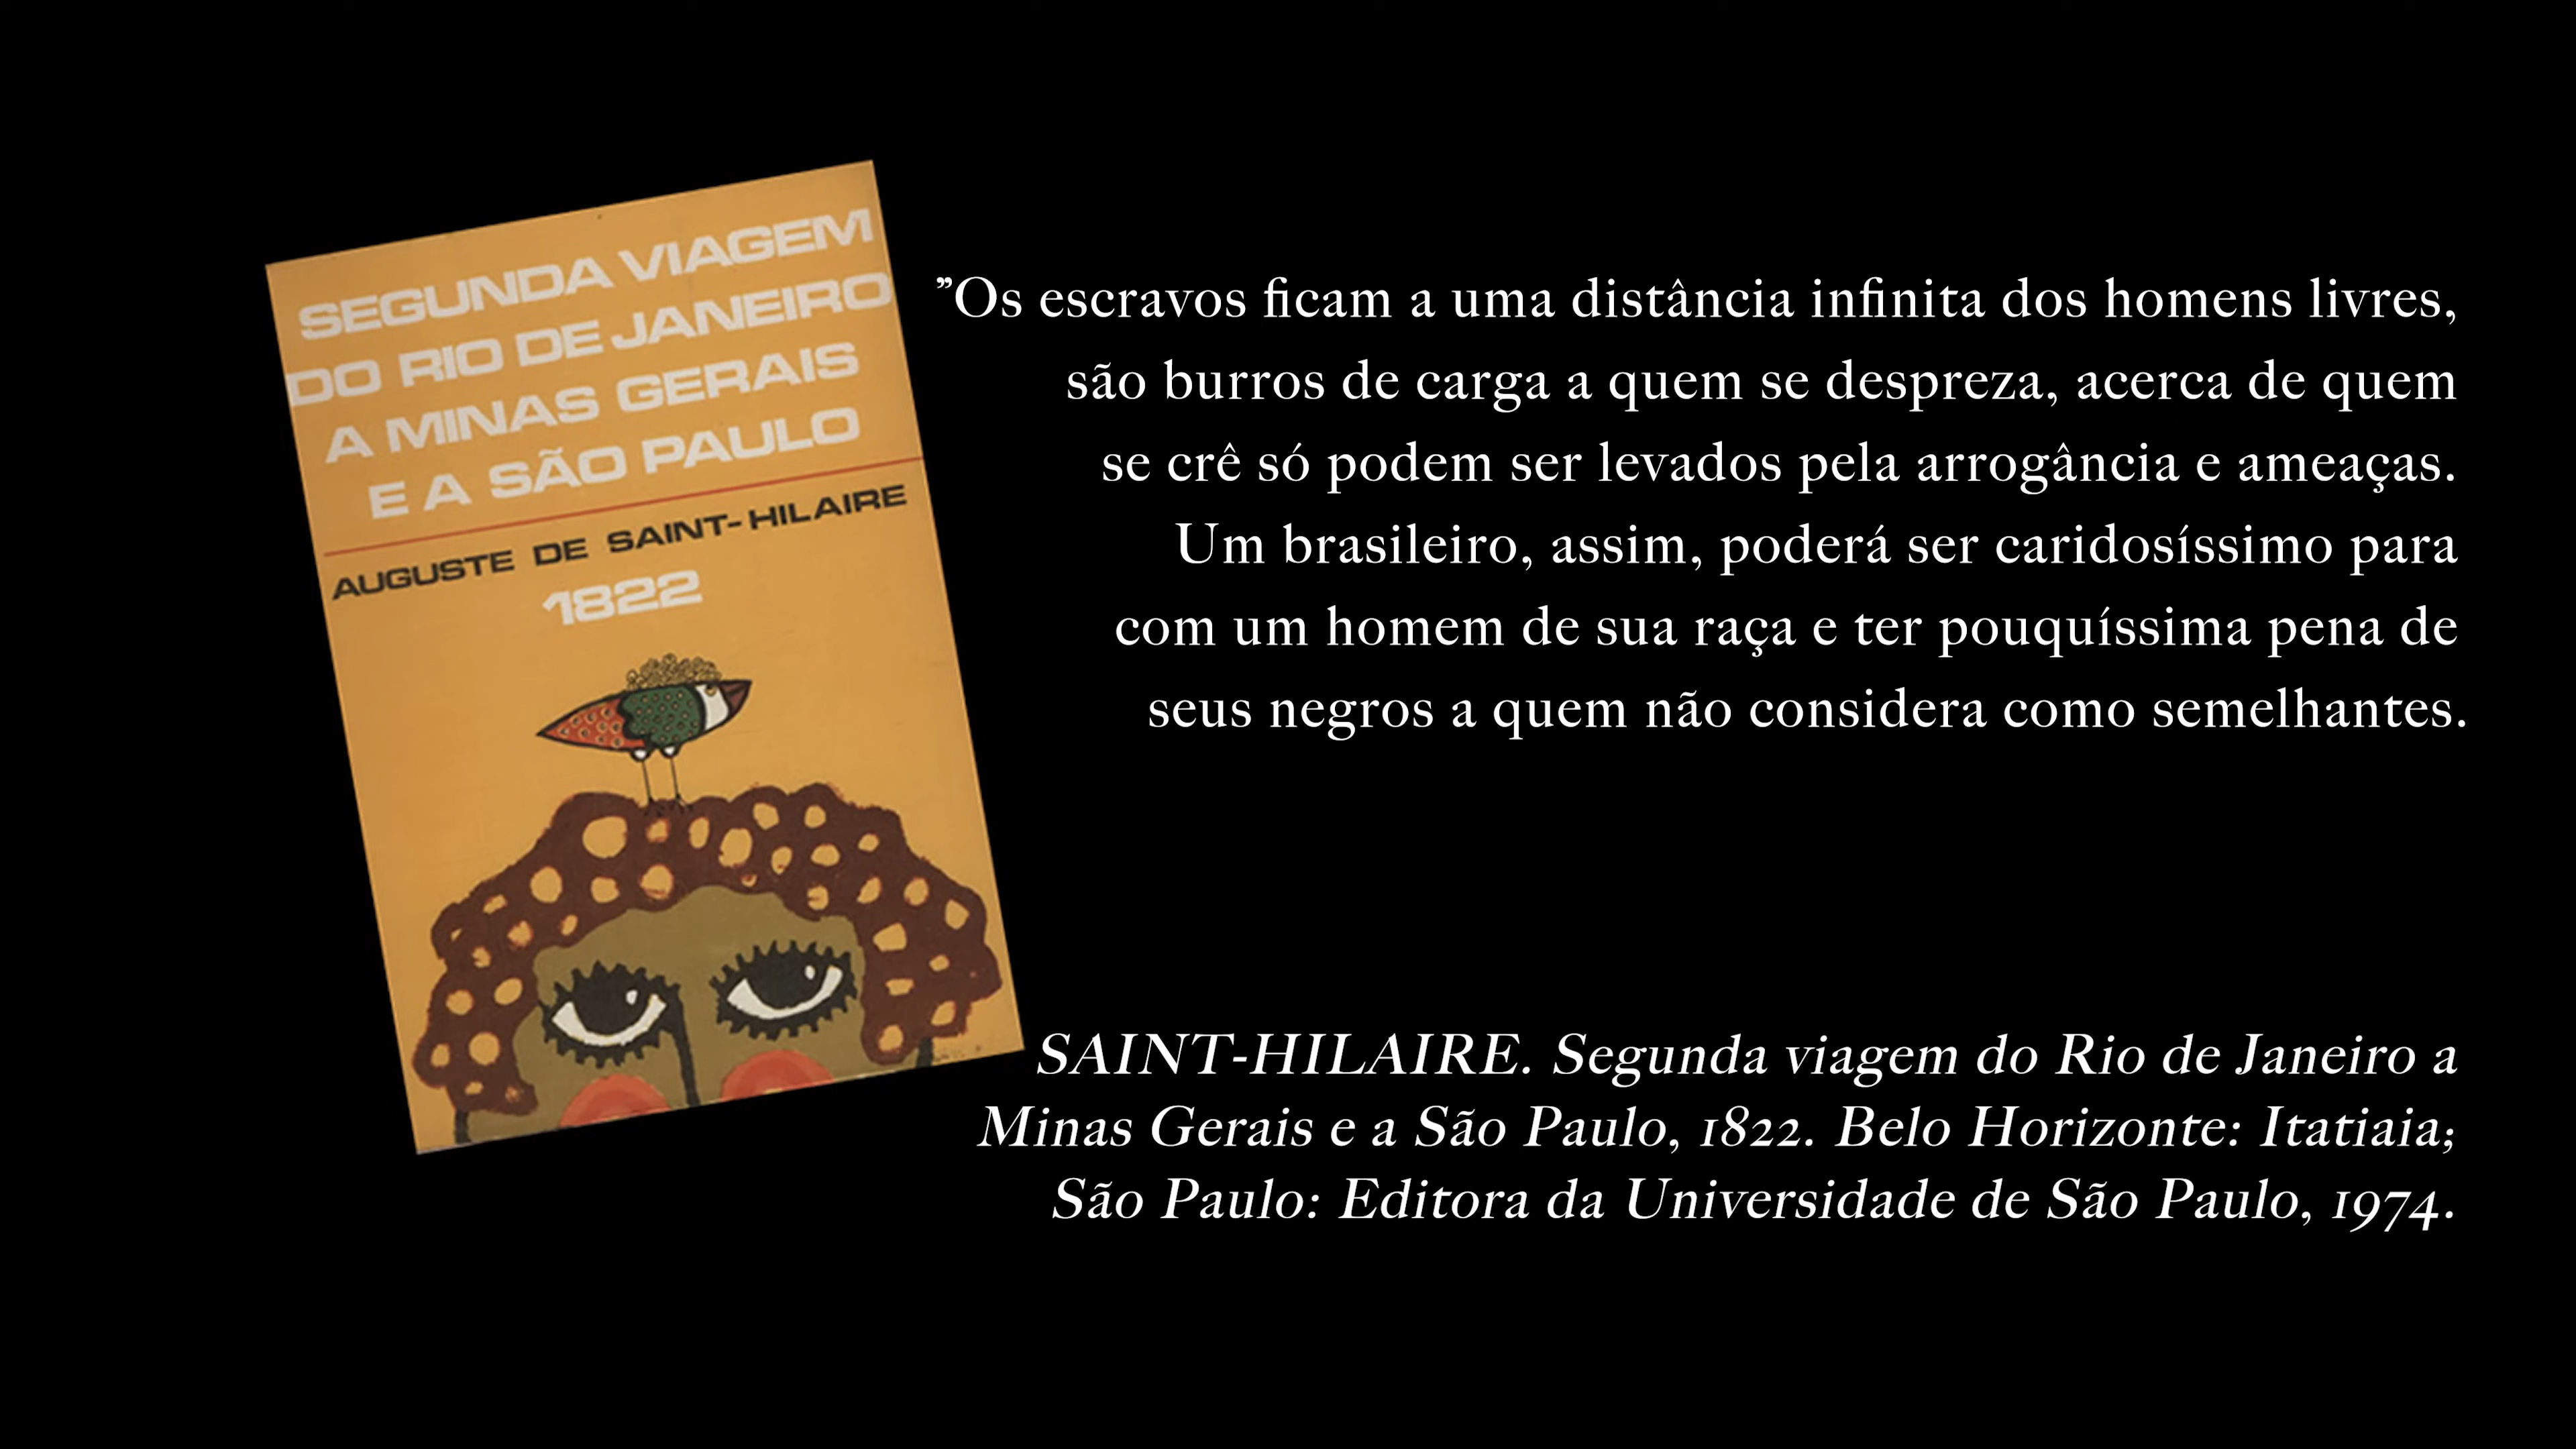 SEGUNDA VIAGEM
DO RIO DE JANEIRO
A MINAS GERAIS
E A SÃO PAULO
AUGUSTE DE SAINT-HILAIRE
1822
”Os escravos ficam a uma distância infinita dos homens livres,
são burros de carga a quem se despreza, acerca de quem
se crê só podem ser levados pela arrogância e ameaças.
Um brasileiro, assim, poderá ser caridosíssimo para
com um homem de sua raça e ter pouquíssima pena de
seus negros a quem não considera como semelhantes.
SAINT-HILAIRE. Segunda viagem do Rio de Janeiro a
Minas Gerais e a São Paulo, 1822. Belo Horizonte: Itatiaia;
São Paulo: Editora da Universidade de São Paulo, 1974.